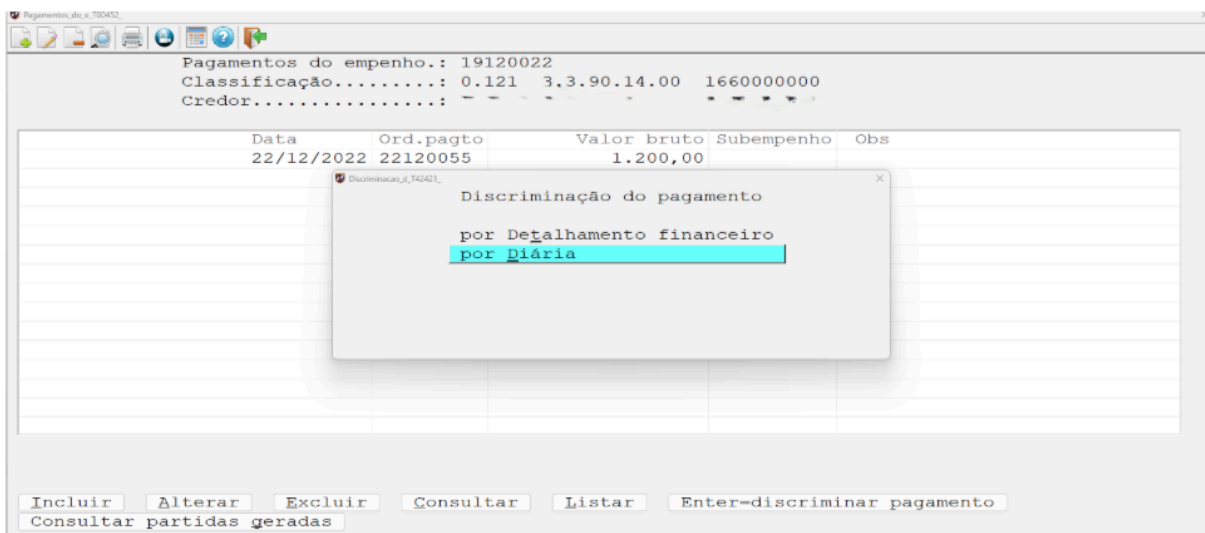 Pagamentos_do_e_T00452_
Pagamentos do empenho.: 19120022
Classificação.........: 0.121 3.3.90.14.00 1660000000
Credor................:
Data Ord.pagto Valor bruto Subempenho Obs
22/12/2022 22120055 1.200,00
Discriminacao_d_T42421_
Discriminação do pagamento
por Detalhamento financeiro
por Diária
Incluir Alterar Excluir Consultar Listar Enter=discriminar pagamento
Consultar partidas geradas